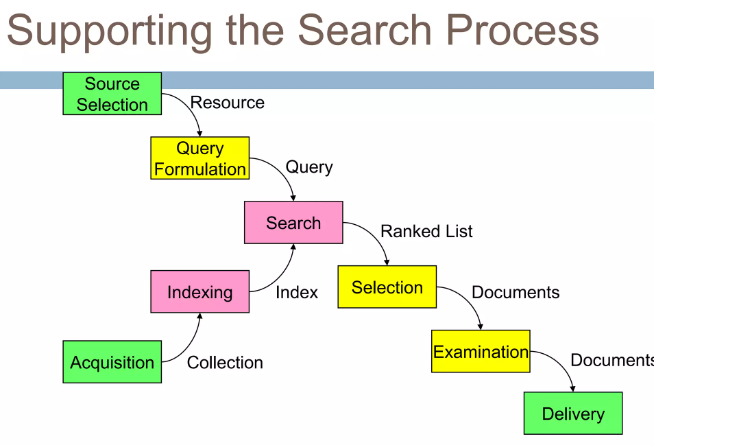 Supporting the Search Process
Source
Selection
Resource
Query
Formulation
Query
Search
Ranked List
Indexing
Index
Selection
Documents
Acquisition
Collection
Examination
Documents
Delivery